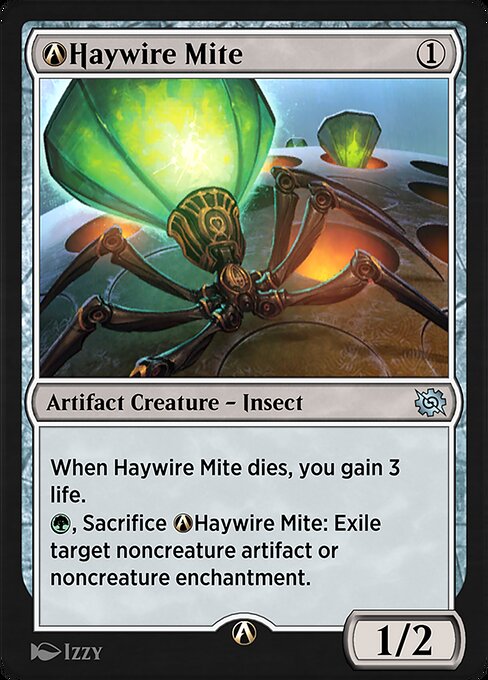 Haywire Mite 1
Artifact Creature – Insect
When Haywire Mite dies, you gain 3
life.
, Sacrifice Haywire Mite: Exile
target noncreature artifact or
noncreature enchantment.
1/2
Izzy